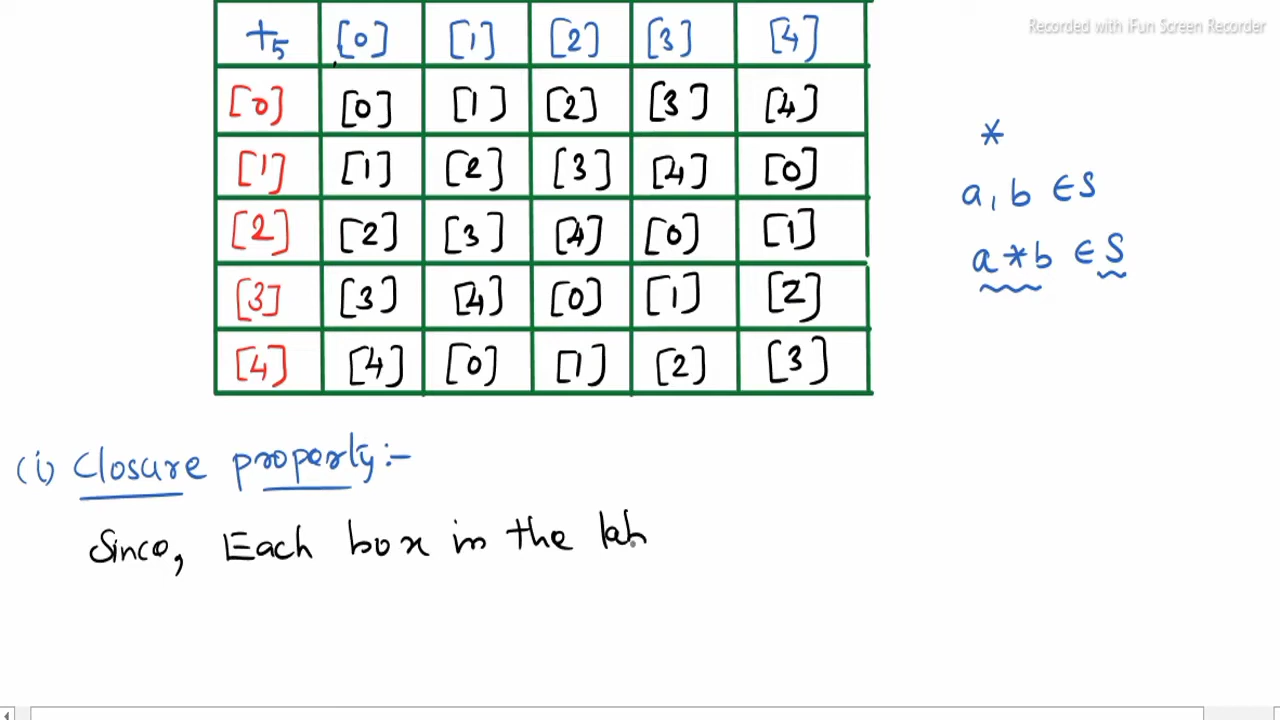 Recorded with iFun Screen Recorder
+5 [0] [1] [2] [3] [4]
[0] [0] [1] [2] [3] [4]
[1] [1] [2] [3] [4] [0]
[2] [2] [3] [4] [0] [1]
[3] [3] [4] [0] [1] [2]
[4] [4] [0] [1] [2] [3]
*
a, b ∈ S
a * b ∈ S
(i) Closure property:-
Since, Each box in the tab